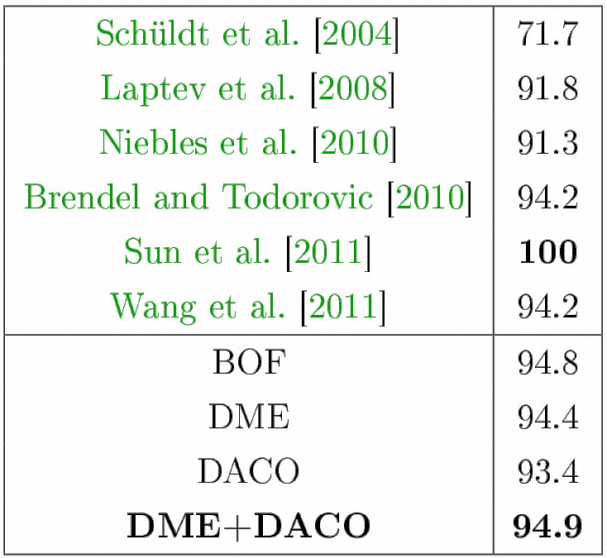 Schüldt et al. [2004] 71.7
Laptev et al. [2008] 91.8
Niebles et al. [2010] 91.3
Brendel and Todorovic [2010] 94.2
Sun et al. [2011] 100
Wang et al. [2011] 94.2
BOF 94.8
DME 94.4
DACO 93.4
DME+DACO 94.9